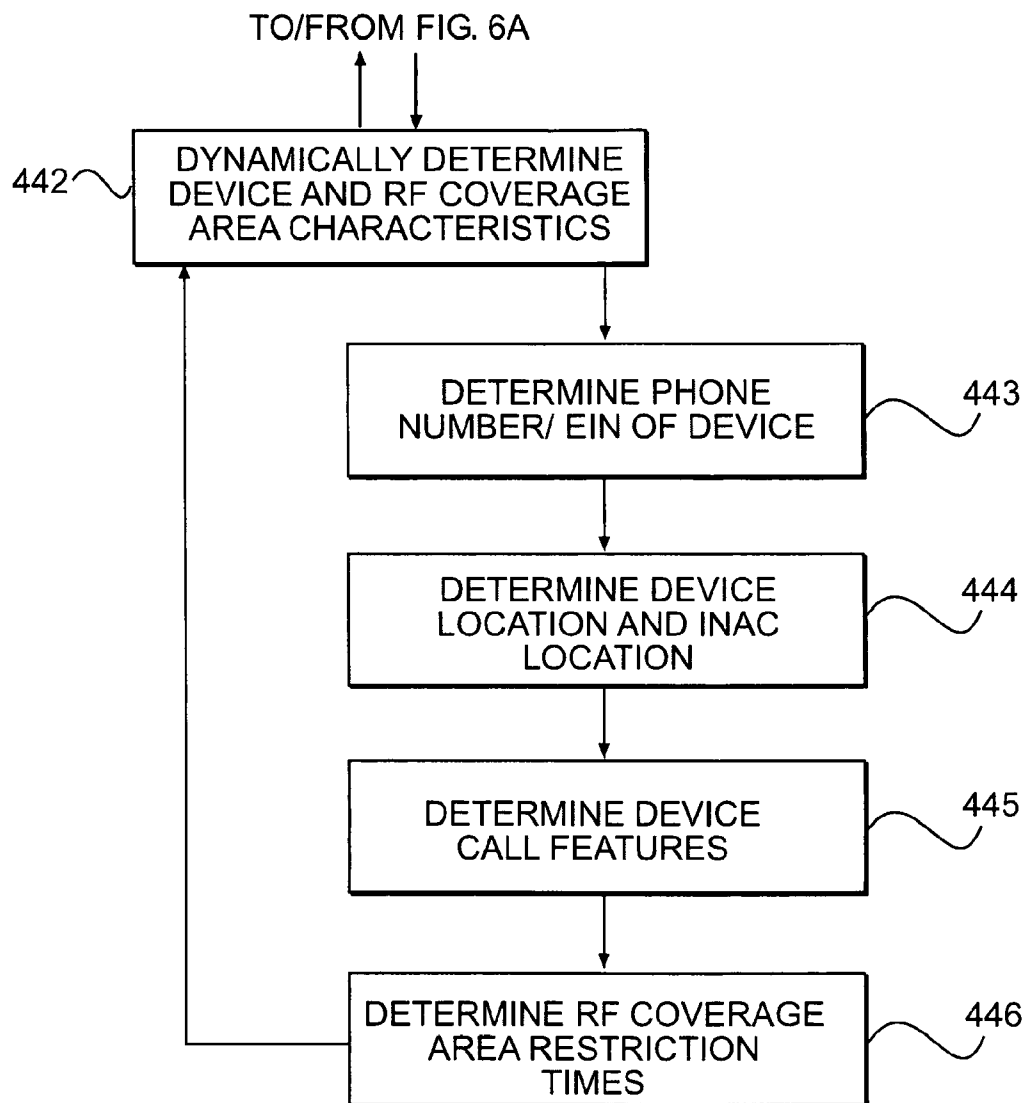 TO/FROM FIG. 6A
442
DYNAMICALLY DETERMINE
DEVICE AND RF COVERAGE
AREA CHARACTERISTICS
DETERMINE PHONE
NUMBER/ EIN OF DEVICE
443
DETERMINE DEVICE
LOCATION AND INAC
LOCATION
444
DETERMINE DEVICE
CALL FEATURES
445
DETERMINE RF COVERAGE
AREA RESTRICTION
TIMES
446